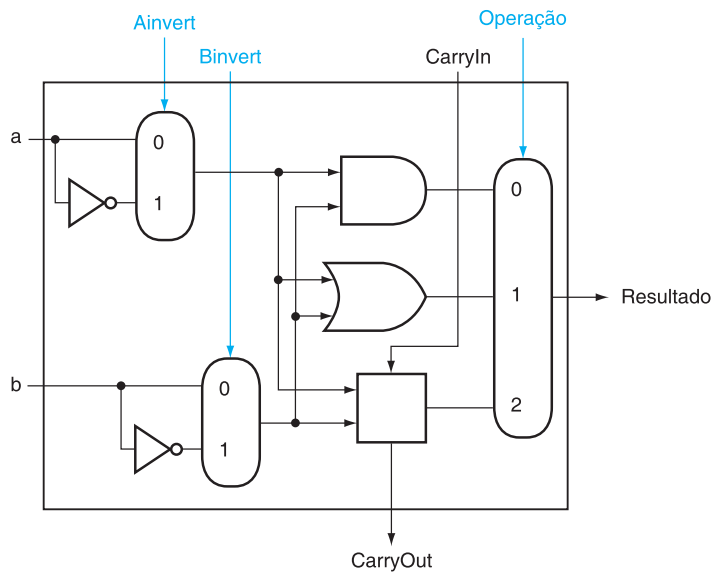 Operação
Ainvert
Binvert
CarryIn
a
0
1
0
1
Resultado
b
0
1
2
CarryOut